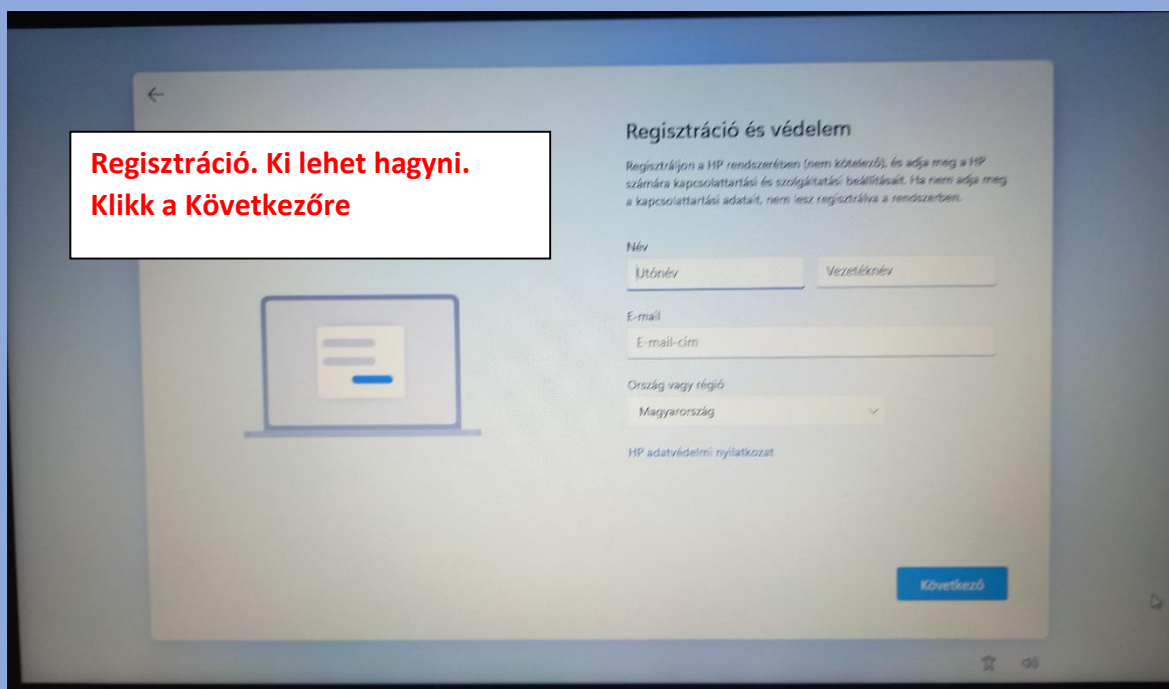 Regisztráció. Ki lehet hagyni.
Klikk a Következőre
Regisztráció és védelem
Regisztráljon a HP rendszerében (nem kötelező), és adja meg a HP
számára kapcsolattartási és szolgáltatási beállításait. Ha nem adja meg
a kapcsolattartási adatait, nem lesz regisztrálva a rendszerben.
Név
Utónév
Vezetéknév
E-mail
E-mail-cím
Ország vagy régió
Magyarország
HP adatvédelmi nyilatkozat
Következő